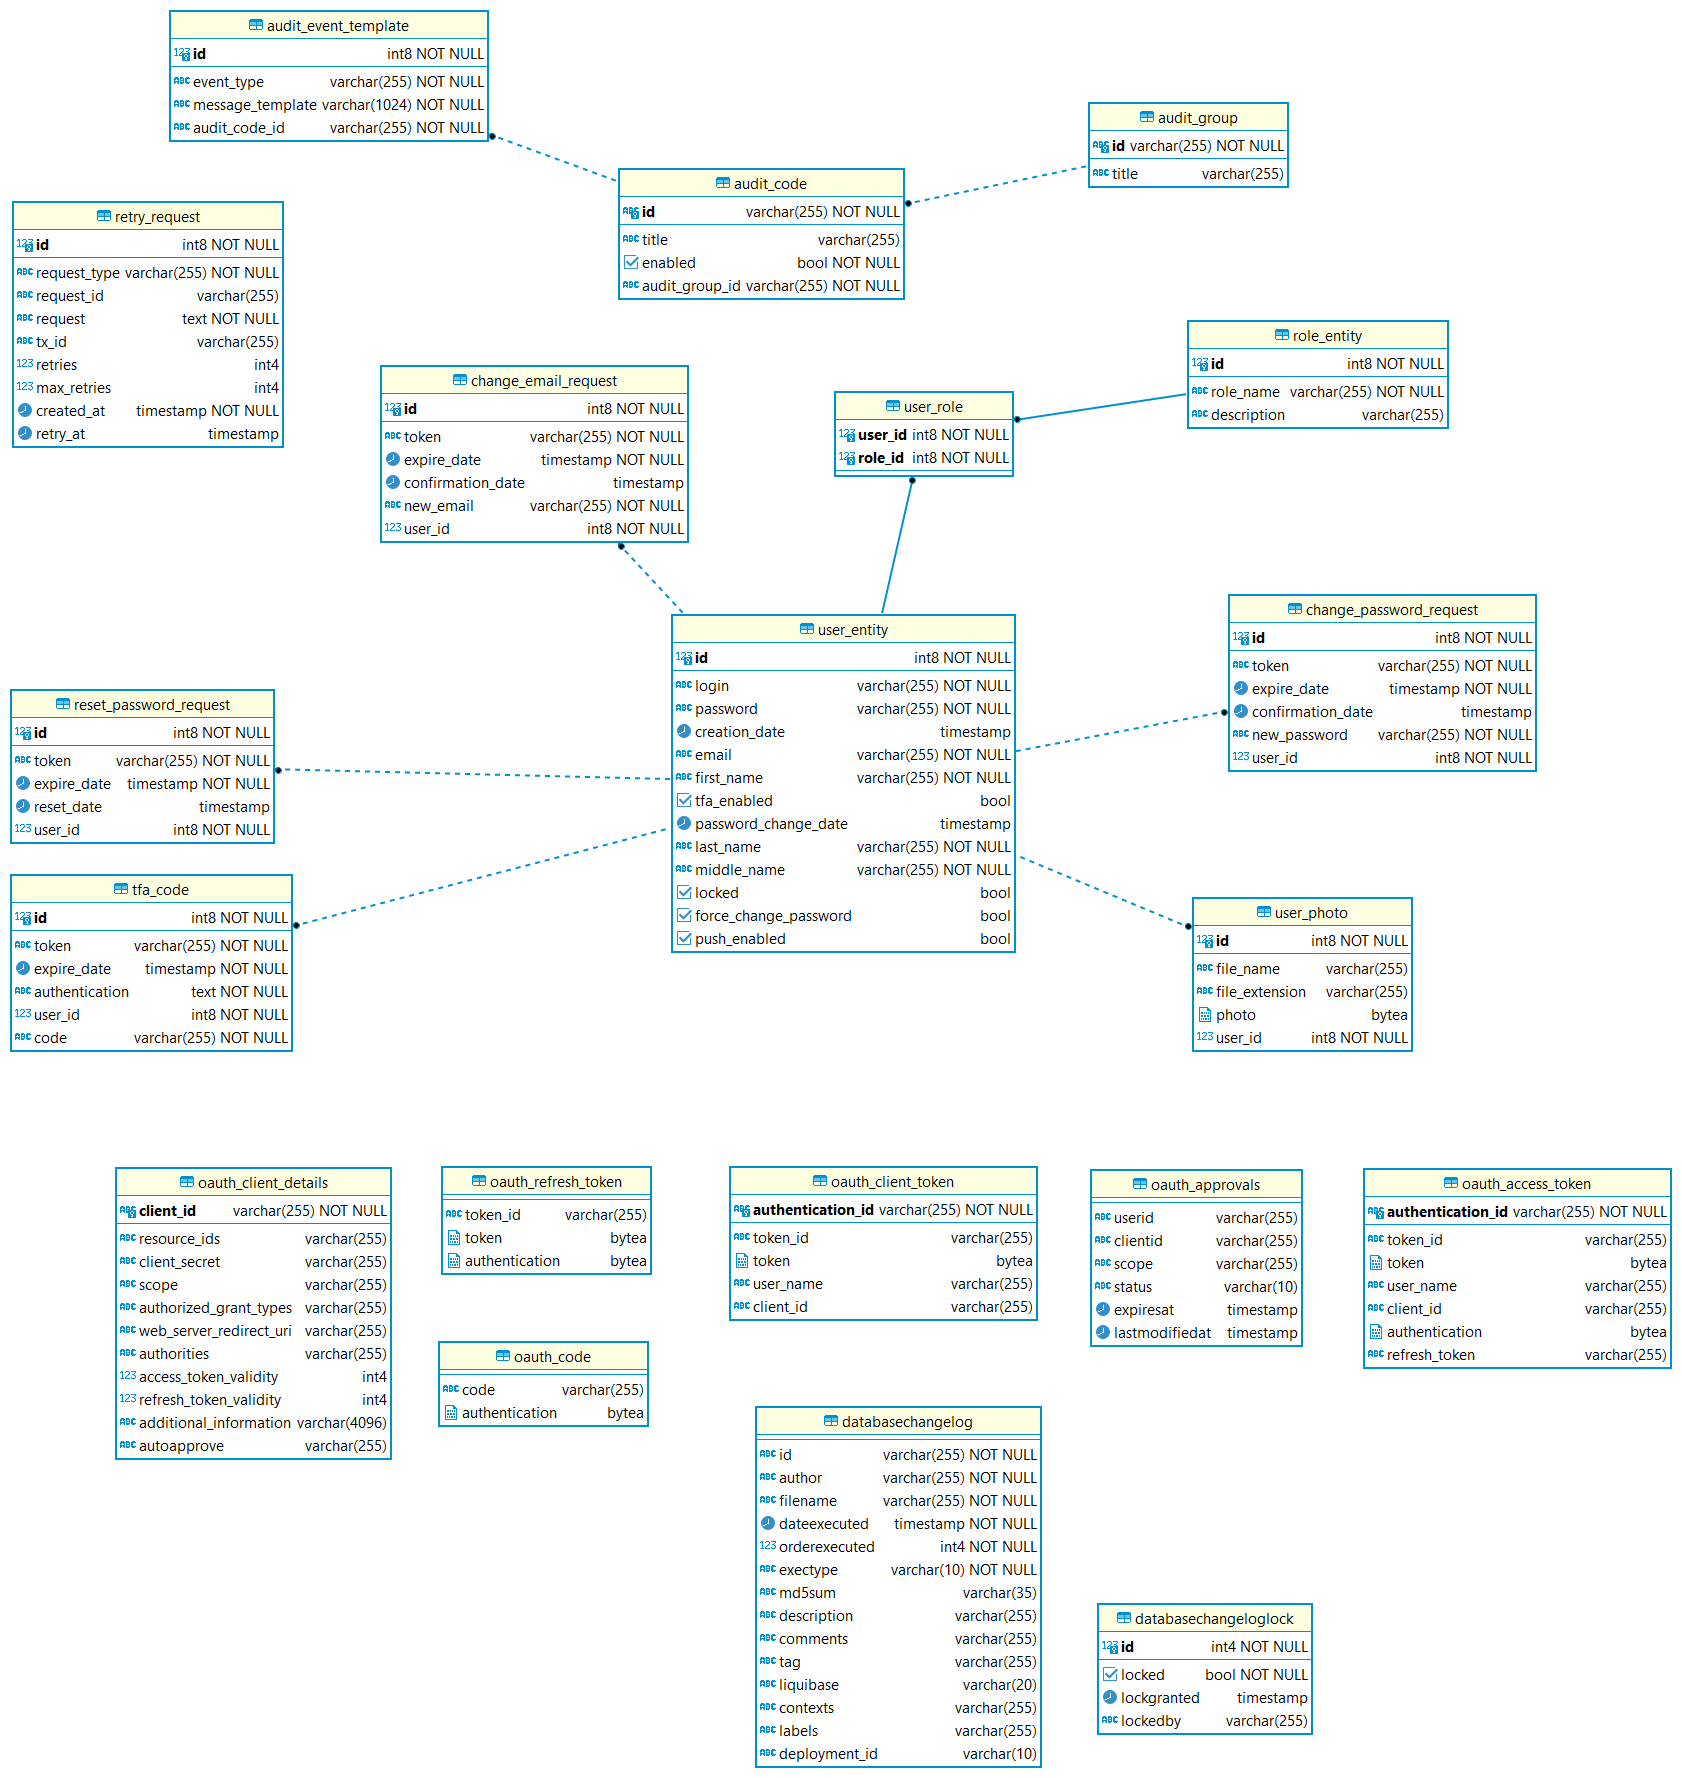 audit_event_template
id int8 NOT NULL
event_type varchar(255) NOT NULL
message_template varchar(1024) NOT NULL
audit_code_id varchar(255) NOT NULL
audit_group
id varchar(255) NOT NULL
title varchar(255)
audit_code
id varchar(255) NOT NULL
title varchar(255)
enabled bool NOT NULL
audit_group_id varchar(255) NOT NULL
retry_request
id int8 NOT NULL
request_type varchar(255) NOT NULL
request_id varchar(255)
request text NOT NULL
tx_id varchar(255)
retries int4
max_retries int4
created_at timestamp NOT NULL
retry_at timestamp
role_entity
id int8 NOT NULL
role_name varchar(255) NOT NULL
description varchar(255)
change_email_request
id int8 NOT NULL
token varchar(255) NOT NULL
expire_date timestamp NOT NULL
confirmation_date timestamp
new_email varchar(255) NOT NULL
user_id int8 NOT NULL
user_role
user_id int8 NOT NULL
role_id int8 NOT NULL
user_entity
id int8 NOT NULL
login varchar(255) NOT NULL
password varchar(255) NOT NULL
creation_date timestamp
email varchar(255) NOT NULL
first_name varchar(255) NOT NULL
tfa_enabled bool
password_change_date timestamp
last_name varchar(255) NOT NULL
middle_name varchar(255) NOT NULL
locked bool
force_change_password bool
push_enabled bool
change_password_request
id int8 NOT NULL
token varchar(255) NOT NULL
expire_date timestamp NOT NULL
confirmation_date timestamp
new_password varchar(255) NOT NULL
user_id int8 NOT NULL
reset_password_request
id int8 NOT NULL
token varchar(255) NOT NULL
expire_date timestamp NOT NULL
reset_date timestamp
user_id int8 NOT NULL
tfa_code
id int8 NOT NULL
token varchar(255) NOT NULL
expire_date timestamp NOT NULL
authentication text NOT NULL
user_id int8 NOT NULL
code varchar(255) NOT NULL
user_photo
id int8 NOT NULL
file_name varchar(255)
file_extension varchar(255)
photo bytea
user_id int8 NOT NULL
oauth_client_details
client_id varchar(255) NOT NULL
resource_ids varchar(255)
client_secret varchar(255)
scope varchar(255)
authorized_grant_types varchar(255)
web_server_redirect_uri varchar(255)
authorities varchar(255)
access_token_validity int4
refresh_token_validity int4
additional_information varchar(4096)
autoapprove varchar(255)
oauth_refresh_token
token_id varchar(255)
token bytea
authentication bytea
oauth_client_token
authentication_id varchar(255) NOT NULL
token_id varchar(255)
token bytea
user_name varchar(255)
client_id varchar(255)
oauth_approvals
userid varchar(255)
clientid varchar(255)
scope varchar(255)
status varchar(10)
expiresat timestamp
lastmodifiedat timestamp
oauth_access_token
authentication_id varchar(255) NOT NULL
token_id varchar(255)
token bytea
user_name varchar(255)
client_id varchar(255)
authentication bytea
refresh_token varchar(255)
oauth_code
code varchar(255)
authentication bytea
databasechangelog
id varchar(255) NOT NULL
author varchar(255) NOT NULL
filename varchar(255) NOT NULL
dateexecuted timestamp NOT NULL
orderexecuted int4 NOT NULL
exectype varchar(10) NOT NULL
md5sum varchar(35)
description varchar(255)
comments varchar(255)
tag varchar(255)
liquibase varchar(20)
contexts varchar(255)
labels varchar(255)
deployment_id varchar(10)
databasechangeloglock
id int4 NOT NULL
locked bool NOT NULL
lockgranted timestamp
lockedby varchar(255)